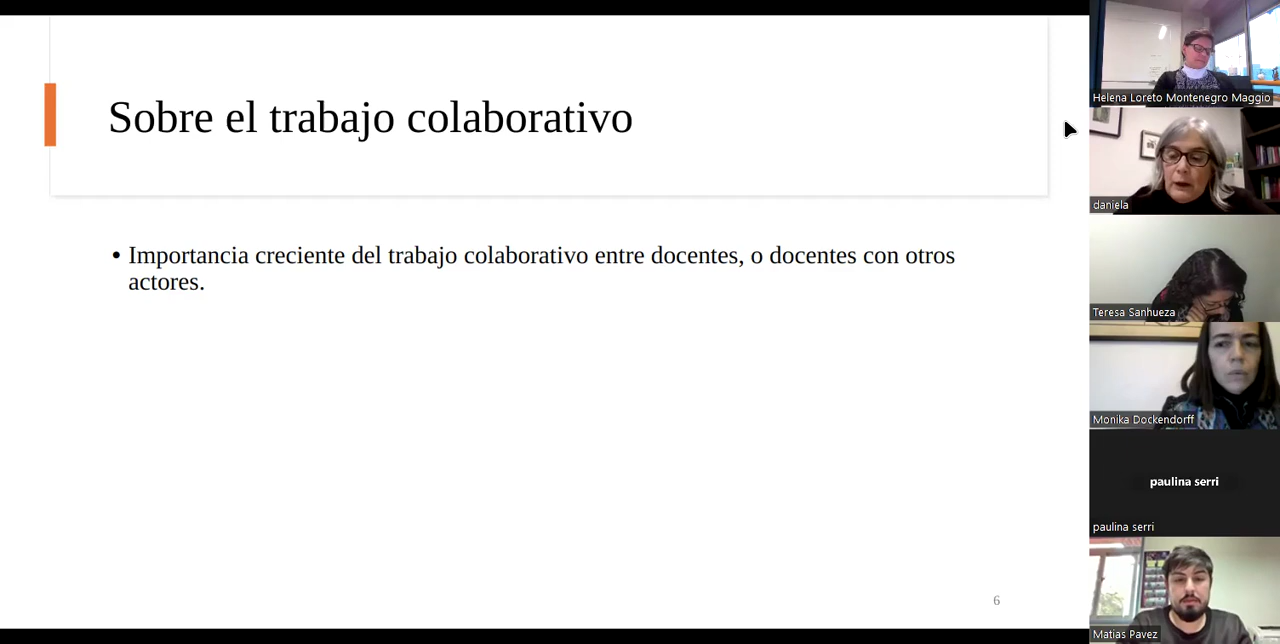 Sobre el trabajo colaborativo
• Importancia creciente del trabajo colaborativo entre docentes, o docentes con otros
actores.
6
Helena Loreto Montenegro Maggio
daniela
Teresa Sanhueza
Monika Dockendorff
paulina serri
paulina serri
Matias Pavez